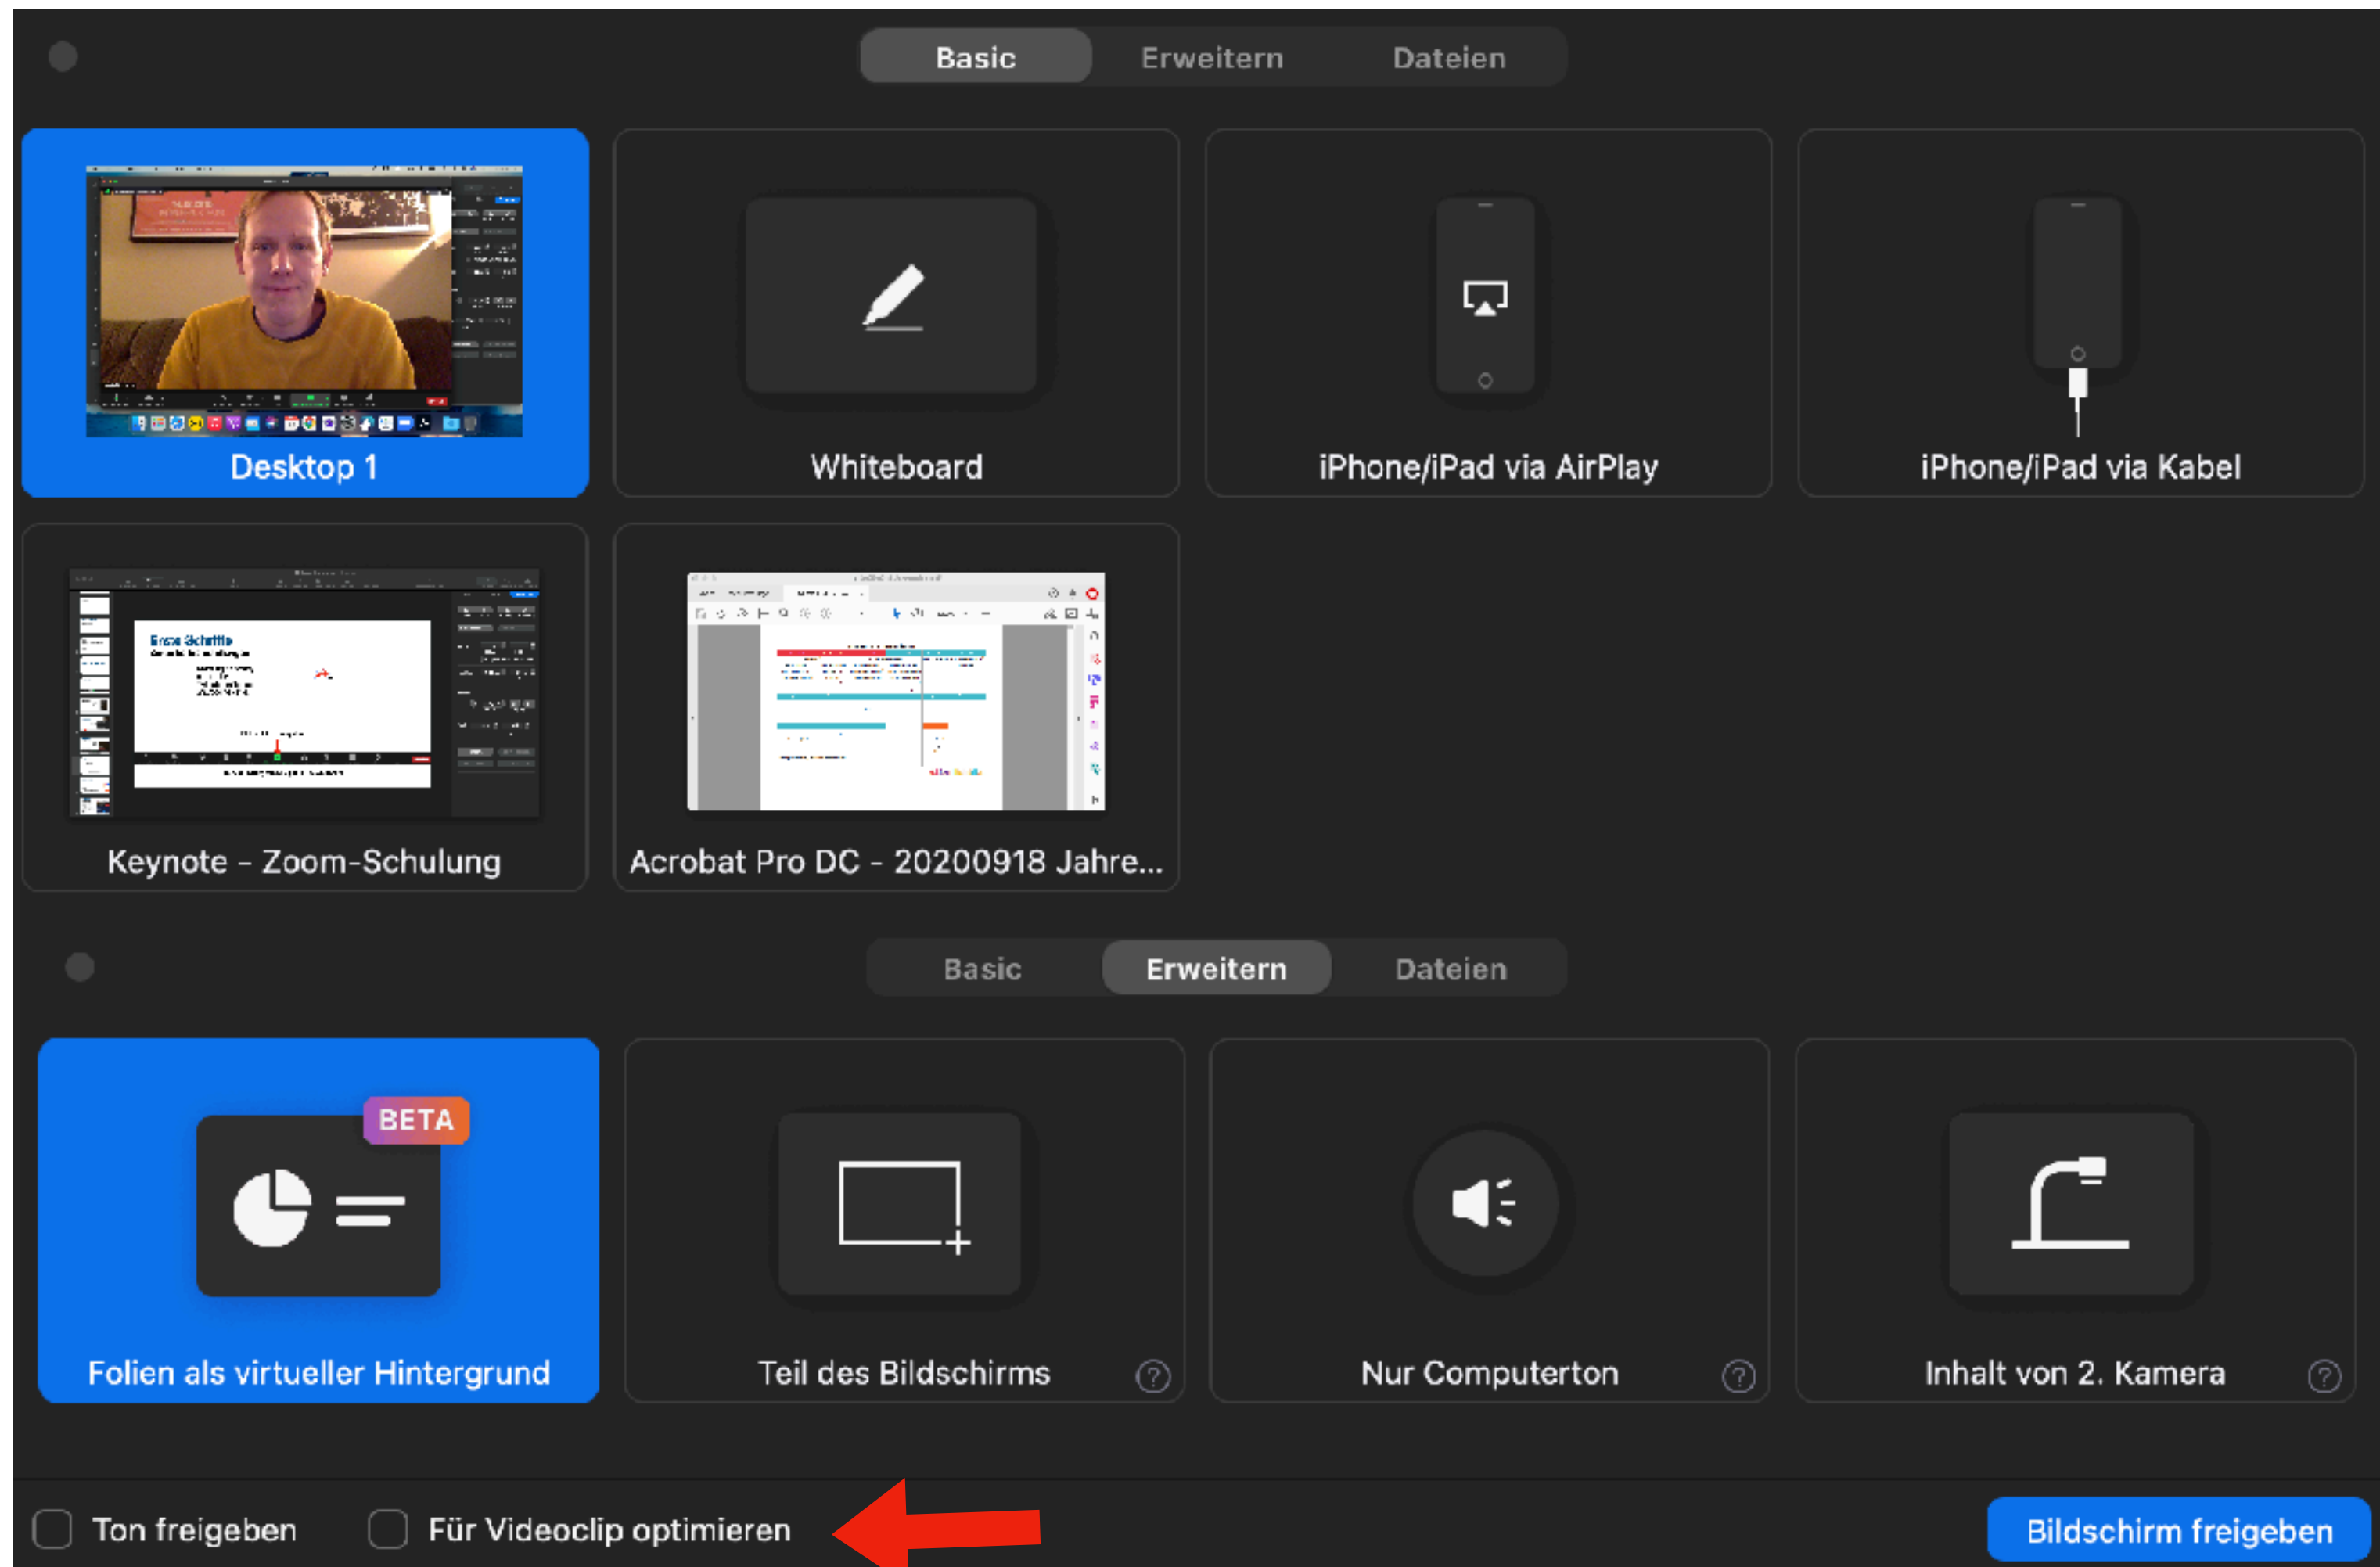 Basic Erweitern Dateien
Desktop 1
Whiteboard
iPhone/iPad via AirPlay
iPhone/iPad via Kabel
Erste Schritte
Keynote – Zoom-Schulung
Acrobat Pro DC - 20200918 Jahre...
Basic Erweitern Dateien
BETA
Folien als virtueller Hintergrund
Teil des Bildschirms ?
Nur Computerton ?
Inhalt von 2. Kamera ?
Ton freigeben
Für Videoclip optimieren
Bildschirm freigeben